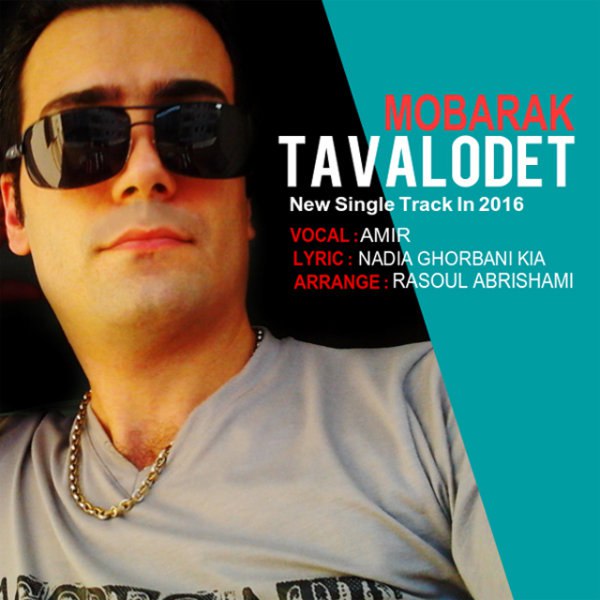 MOBARAK
TAVALODET
New Single Track In 2016
VOCAL : AMIR
LYRIC : NADIA GHORBANI KIA
ARRANGE : RASOUL ABRISHAMI